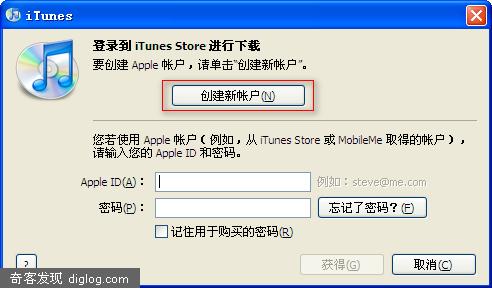 iTunes
登录到 iTunes Store 进行下载
要创建 Apple 帐户，请单击“创建新帐户”。
创建新帐户(N)
您若使用 Apple 帐户（例如，从 iTunes Store 或 MobileMe 取得的帐户），
请输入您的 Apple ID 和密码。
Apple ID(A)： 例如：steve@me.com
密码(P)： 忘记了密码？(F)
记住用于购买的密码(R)
? 获得(G) 取消(C)
奇客发现 diglog.com